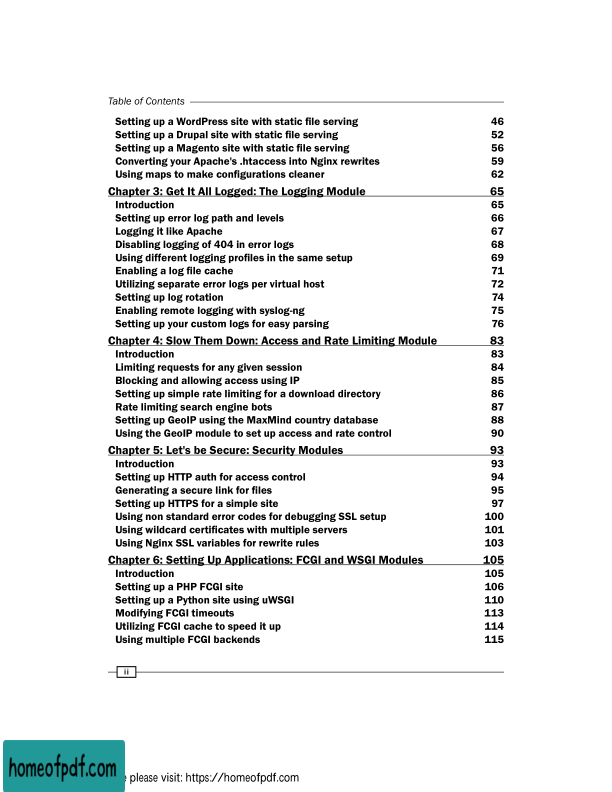 Table of Contents
Setting up a WordPress site with static file serving 46
Setting up a Drupal site with static file serving 52
Setting up a Magento site with static file serving 56
Converting your Apache's .htaccess into Nginx rewrites 59
Using maps to make configurations cleaner 62
Chapter 3: Get It All Logged: The Logging Module 65
Introduction 65
Setting up error log path and levels 66
Logging it like Apache 67
Disabling logging of 404 in error logs 68
Using different logging profiles in the same setup 69
Enabling a log file cache 71
Utilizing separate error logs per virtual host 72
Setting up log rotation 74
Enabling remote logging with syslog-ng 75
Setting up your custom logs for easy parsing 76
Chapter 4: Slow Them Down: Access and Rate Limiting Module 83
Introduction 83
Limiting requests for any given session 84
Blocking and allowing access using IP 85
Setting up simple rate limiting for a download directory 86
Rate limiting search engine bots 87
Setting up GeoIP using the MaxMind country database 88
Using the GeoIP module to set up access and rate control 90
Chapter 5: Let's be Secure: Security Modules 93
Introduction 93
Setting up HTTP auth for access control 94
Generating a secure link for files 95
Setting up HTTPS for a simple site 97
Using non standard error codes for debugging SSL setup 100
Using wildcard certificates with multiple servers 101
Using Nginx SSL variables for rewrite rules 103
Chapter 6: Setting Up Applications: FCGI and WSGI Modules 105
Introduction 105
Setting up a PHP FCGI site 106
Setting up a Python site using uWSGI 110
Modifying FCGI timeouts 113
Utilizing FCGI cache to speed it up 114
Using multiple FCGI backends 115
ii
homeofpdf.com
please visit: https://homeofpdf.com